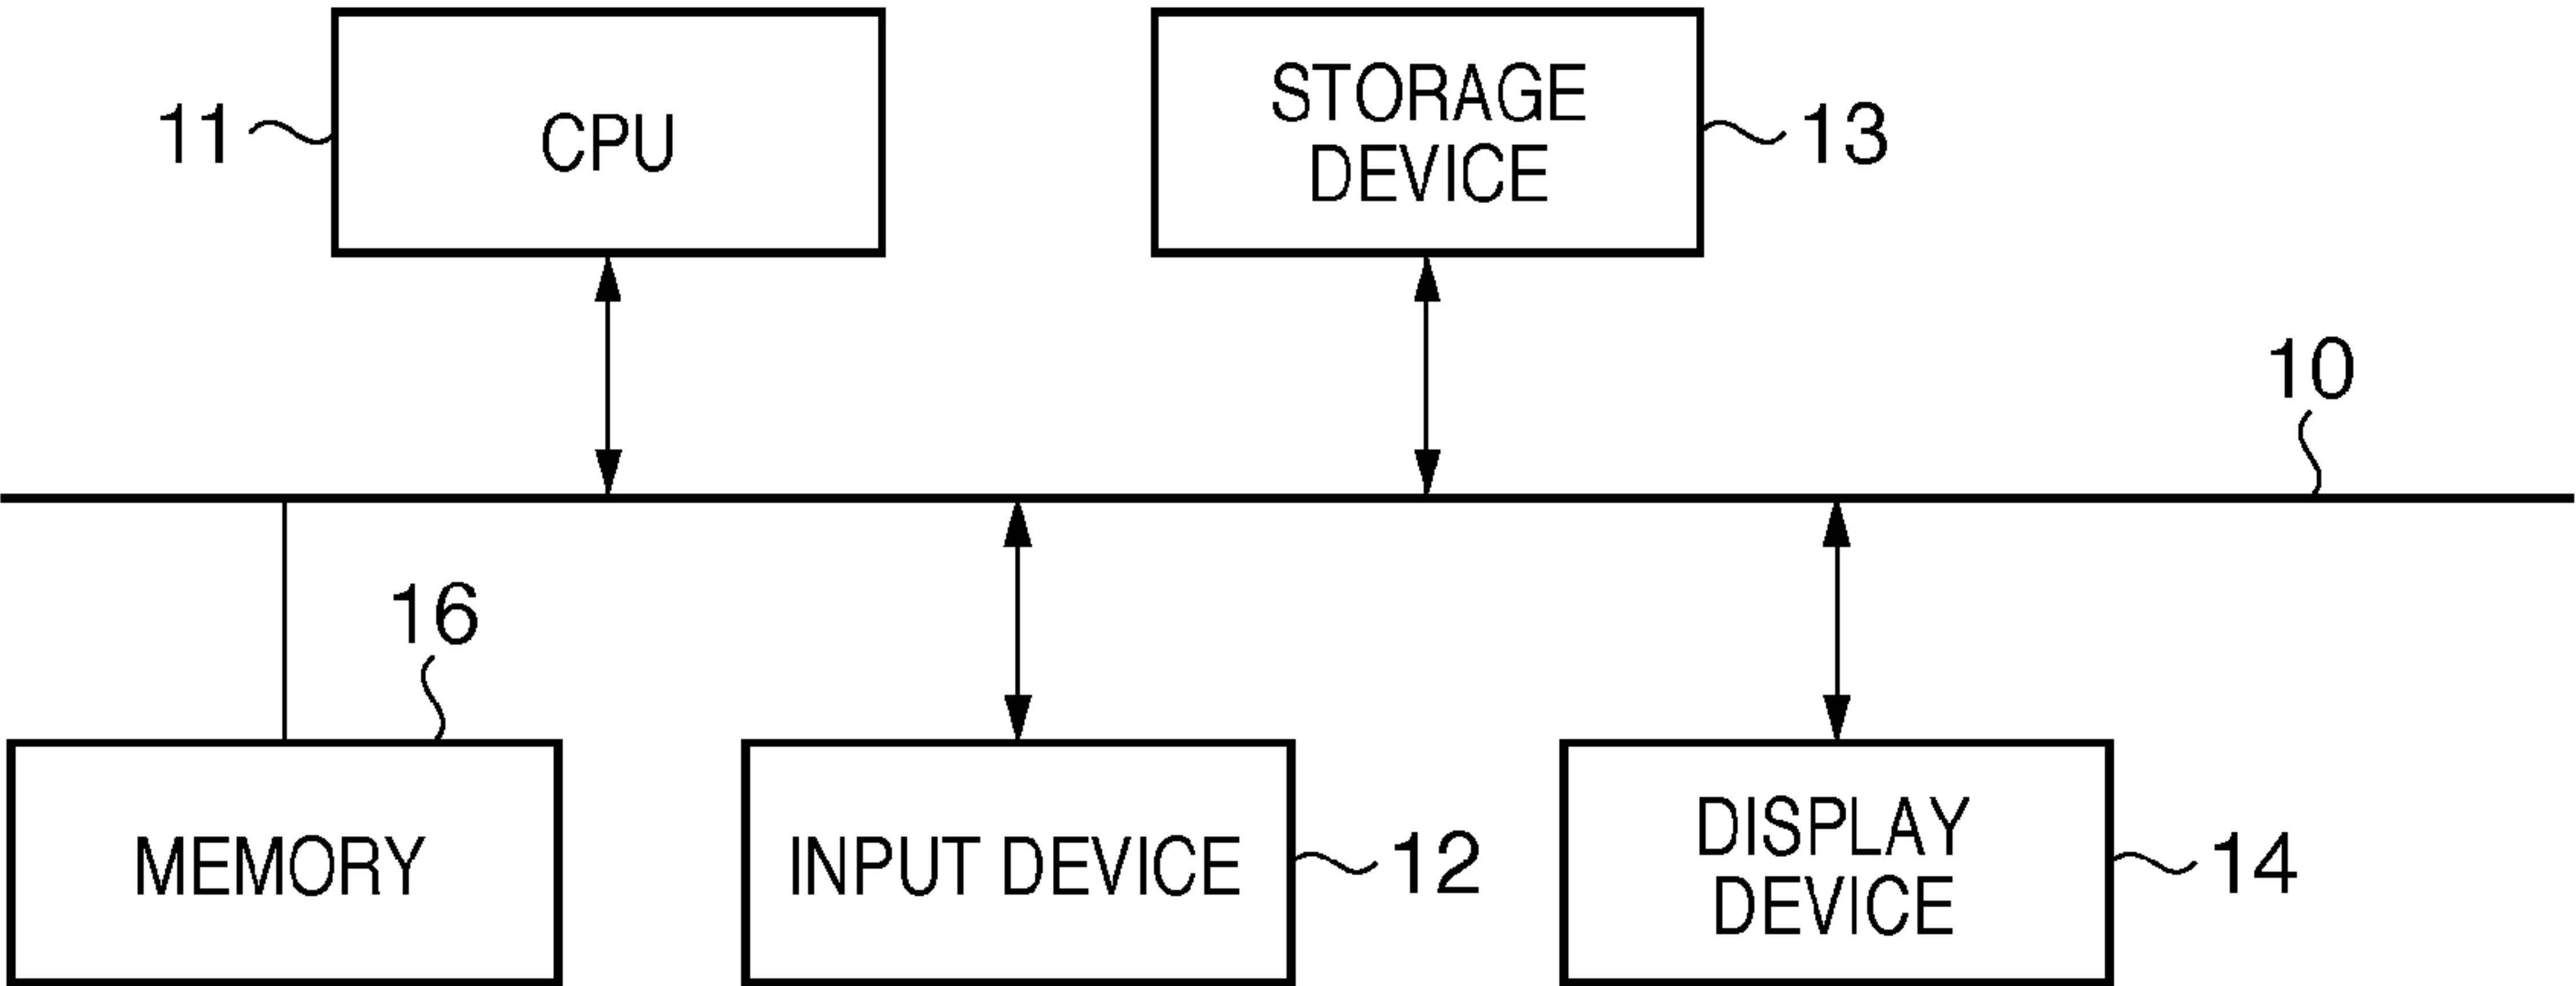 11
CPU
STORAGE
DEVICE
13
10
16
MEMORY
INPUT DEVICE
12
DISPLAY
DEVICE
14